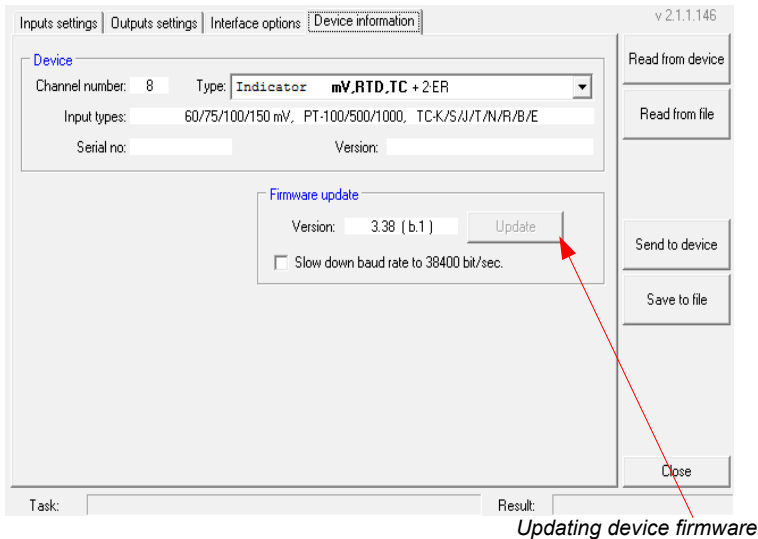 v 2.1.1.146
Inputs settings Outputs settings Interface options Device information
Read from device
Read from file
Send to device
Save to file
Close
Device
Channel number: 8 Type: Indicator mV,RTD,TC + 2·ER
Input types: 60/75/100/150 mV, PT-100/500/1000, TC-K/S/J/T/N/R/B/E
Serial no: Version:
Firmware update
Version: 3.38 ( b.1 ) Update
Slow down baud rate to 38400 bit/sec.
Task: Result:
Updating device firmware